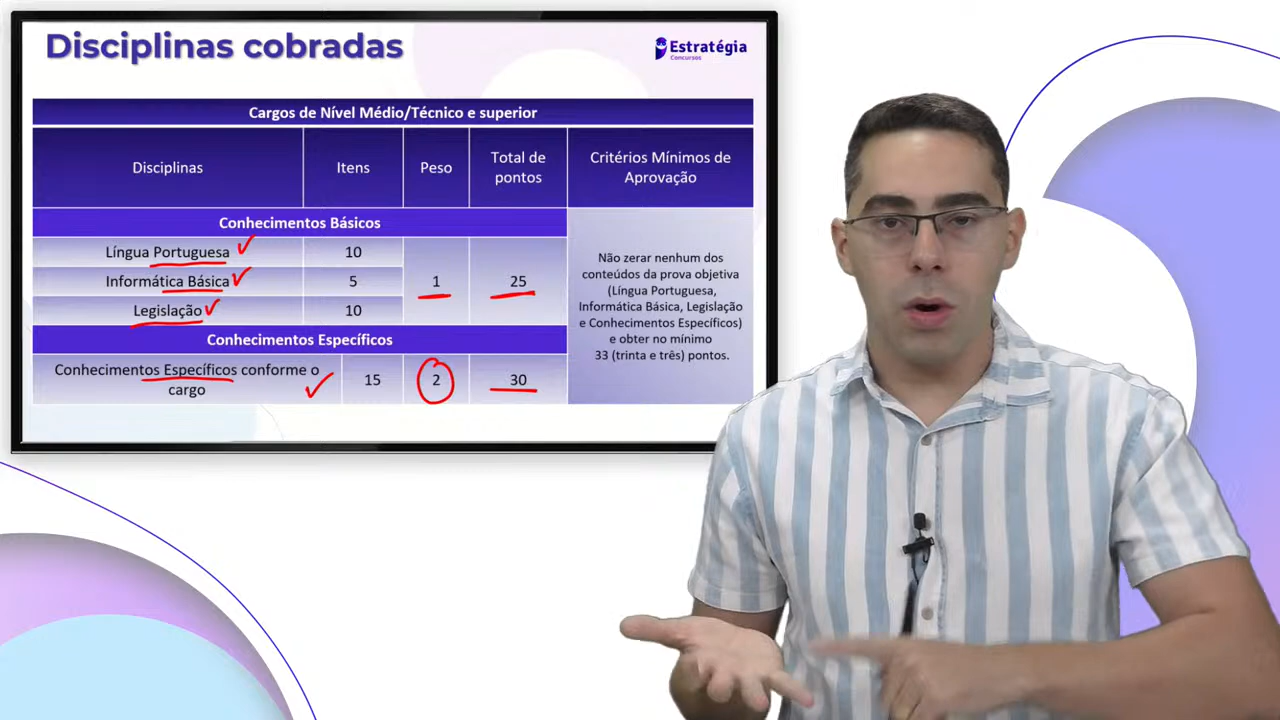 Disciplinas cobradas
Estratégia
Concursos
Cargos de Nível Médio/Técnico e superior
Disciplinas
Itens
Peso
Total de
pontos
Critérios Mínimos de
Aprovação
Conhecimentos Básicos
Língua Portuguesa
10
Informática Básica
5
1
25
Legislação
10
Não zerar nenhum dos
conteúdos da prova objetiva
(Língua Portuguesa,
Informática Básica, Legislação
e Conhecimentos Específicos)
e obter no mínimo
33 (trinta e três) pontos.
Conhecimentos Específicos
Conhecimentos Específicos conforme o
cargo
15
2
30